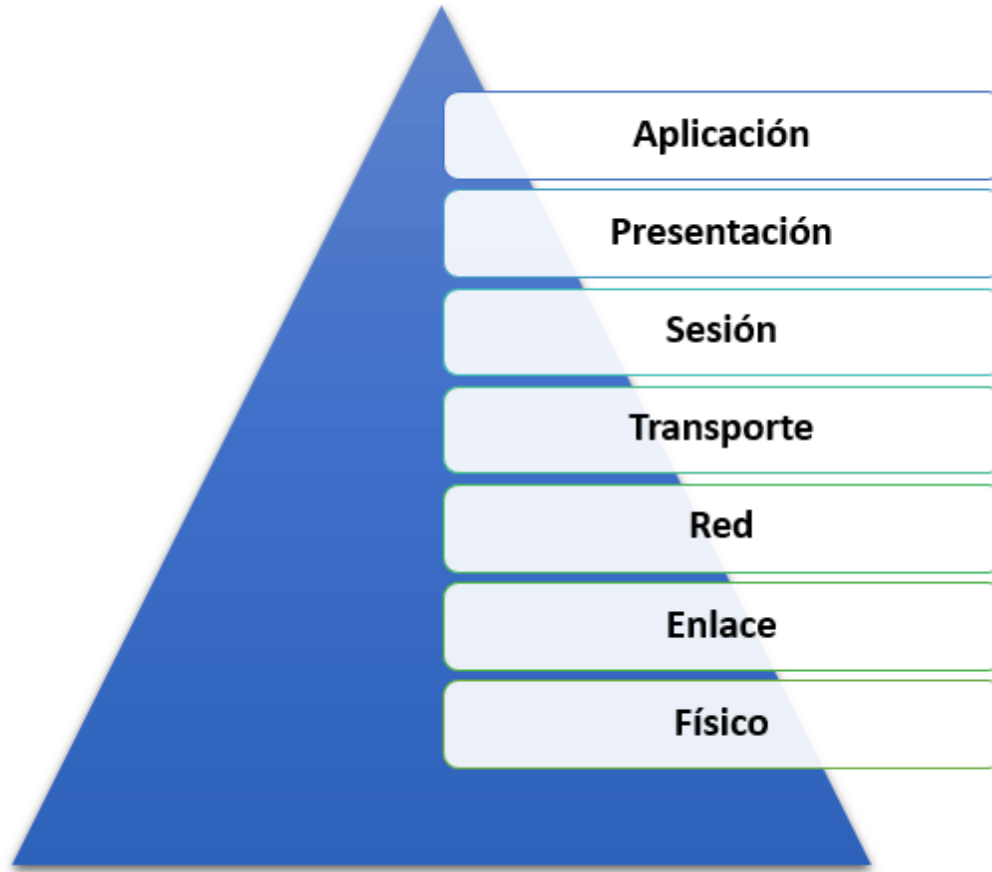 Aplicación
Presentación
Sesión
Transporte
Red
Enlace
Físico